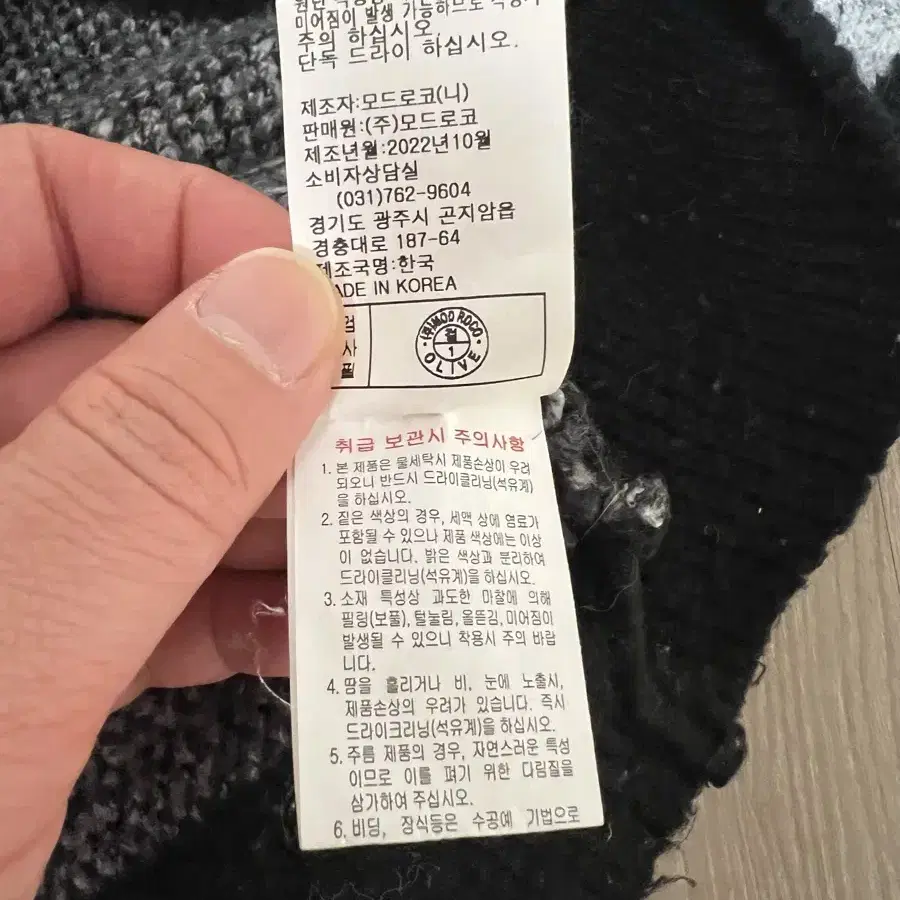 미어짐이 발생 가능하므로
주의 하십시오
단독 드라이 하십시오.
제조자:모드로코(니)
판매원:(주)모드로코
제조년월:2022년10월
소비자상담실
(031)762-9604
경기도 광주시 곤지암읍
경충대로 187-64
제조국명:한국
ADE IN KOREA
검
사
필
(주)MOD ROCO
검
1
OLIVE
취급 보관시 주의사항
1. 본 제품은 물세탁시 제품손상이 우려
되오니 반드시 드라이클리닝(석유계)
을 하십시오.
2. 짙은 색상의 경우, 세액 상에 염료가
포함될 수 있으나 제품 색상에는 이상
이 없습니다. 밝은 색상과 분리하여
드라이클리닝(석유계)을 하십시오.
3. 소재 특성상 과도한 마찰에 의해
필링(보풀), 털눌림, 올뜯김, 미어짐이
발생될 수 있으니 착용시 주의 바랍
니다.
4. 땀을 흘리거나 비, 눈에 노출시,
제품손상의 우려가 있습니다. 즉시
드라이크리닝(석유계)을 하십시오.
5. 주름 제품의 경우, 자연스러운 특성
이므로 이를 펴기 위한 다림질을
삼가하여 주십시오.
6. 비딩, 장식등은 수공예 기법으로